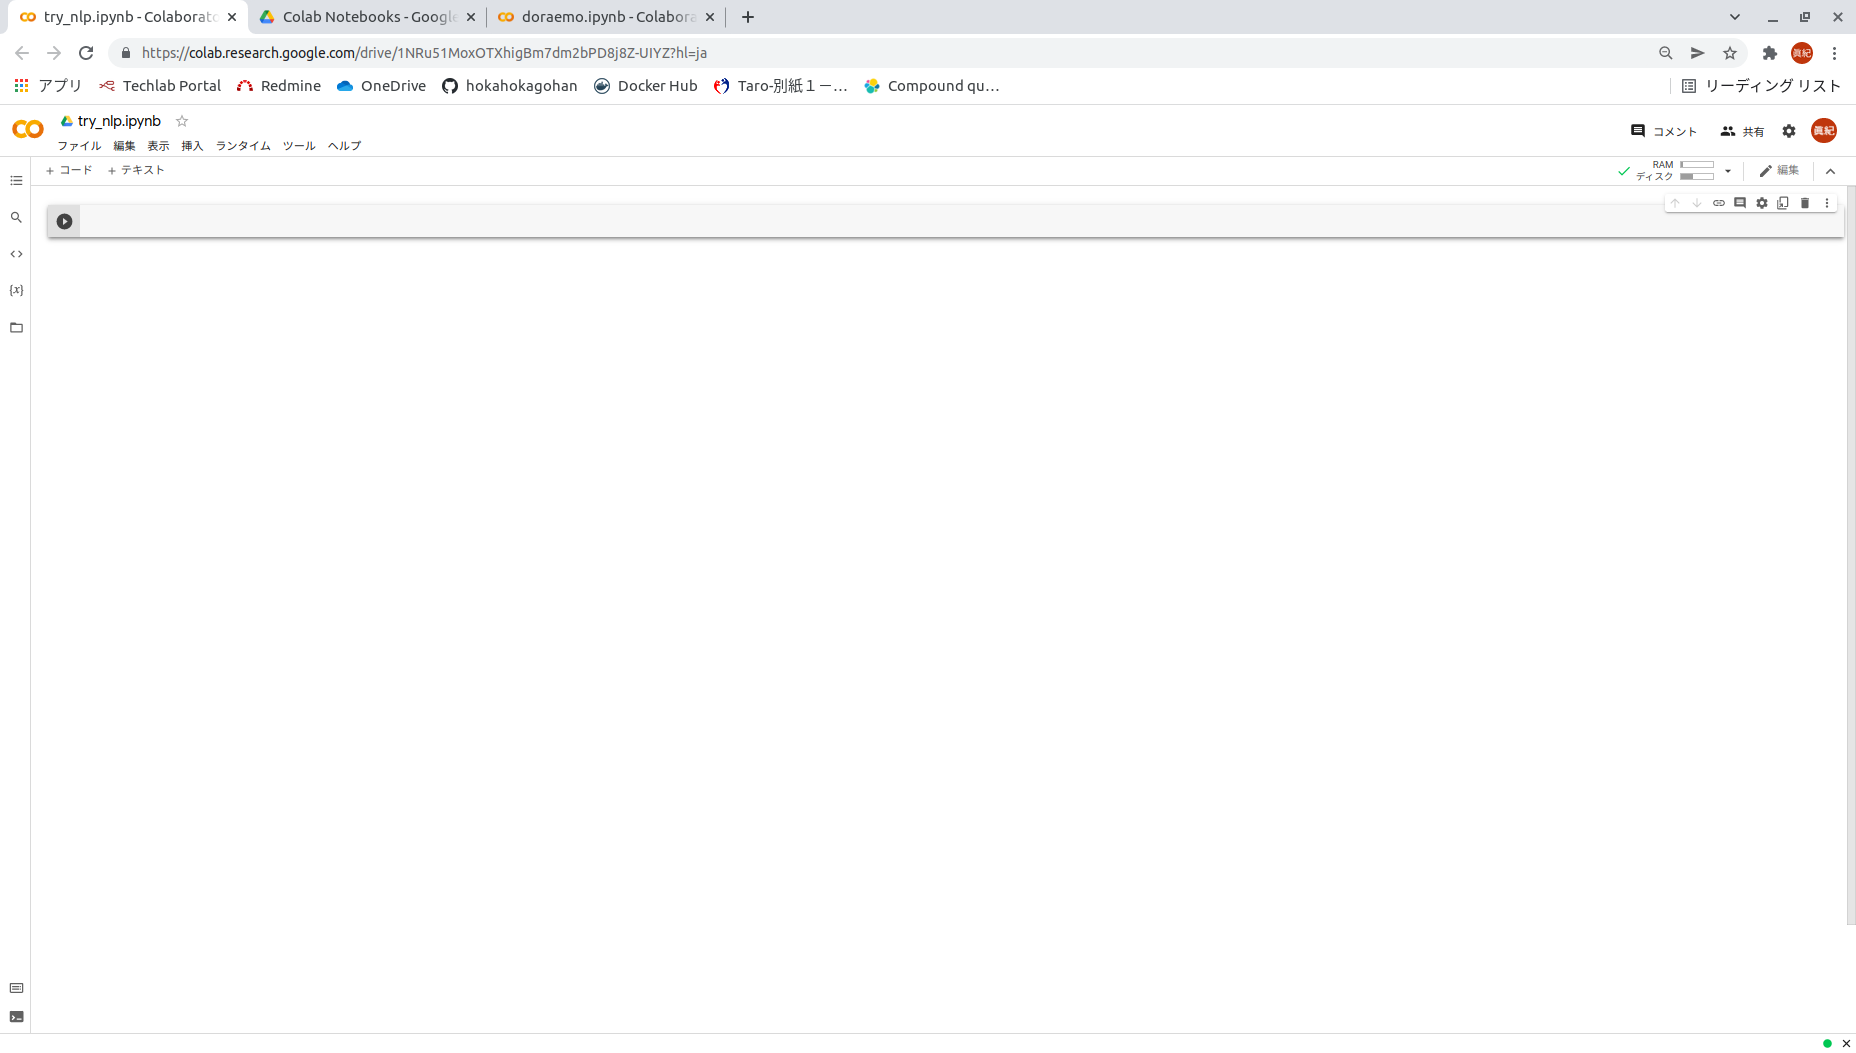 try_nlp.ipynb - Colaborato
Colab Notebooks - Google
doraemo.ipynb - Colabora
https://colab.research.google.com/drive/1NRu51MoxOTXhigBm7dm2bPD8j8Z-UIYZ?hl=ja
眞紀
アプリ
Techlab Portal
Redmine
OneDrive
hokahokagohan
Docker Hub
Taro-別紙１－…
Compound qu…
リーディング リスト
try_nlp.ipynb
コメント
共有
眞紀
ファイル 編集 表示 挿入 ランタイム ツール ヘルプ
+ コード + テキスト
RAM
ディスク
編集
{x}